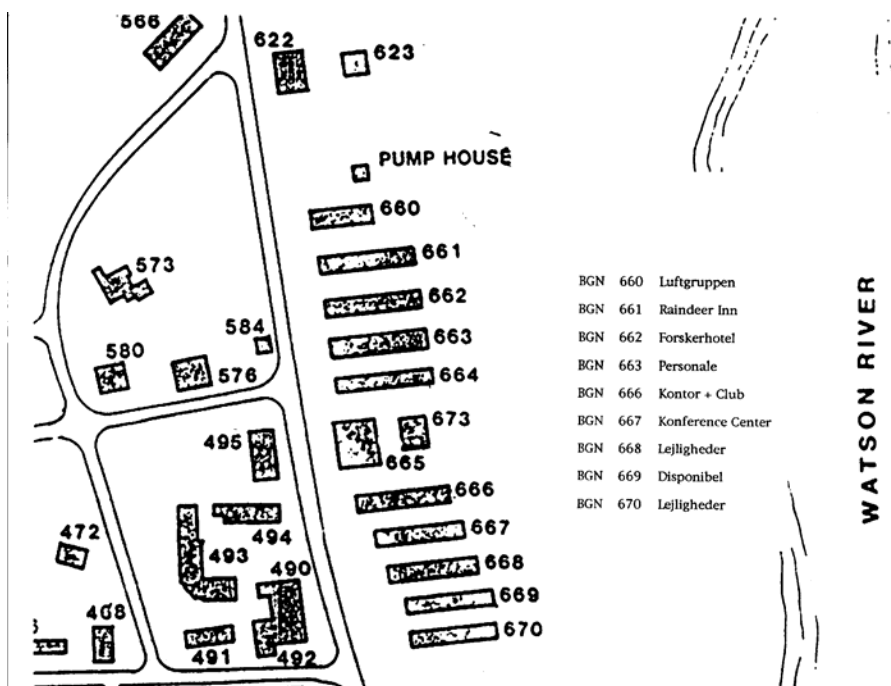 566
622
623
PUMP HOUSE
660
661
573
662
584
663
580
576
664
673
495
665
666
494
667
472
493
490
668
408
669
491
492
670
BGN 660 Luftgruppen
BGN 661 Raindeer Inn
BGN 662 Forskerhotel
BGN 663 Personale
BGN 666 Kontor + Club
BGN 667 Konference Center
BGN 668 Lejligheder
BGN 669 Disponibel
BGN 670 Lejligheder
WATSON RIVER